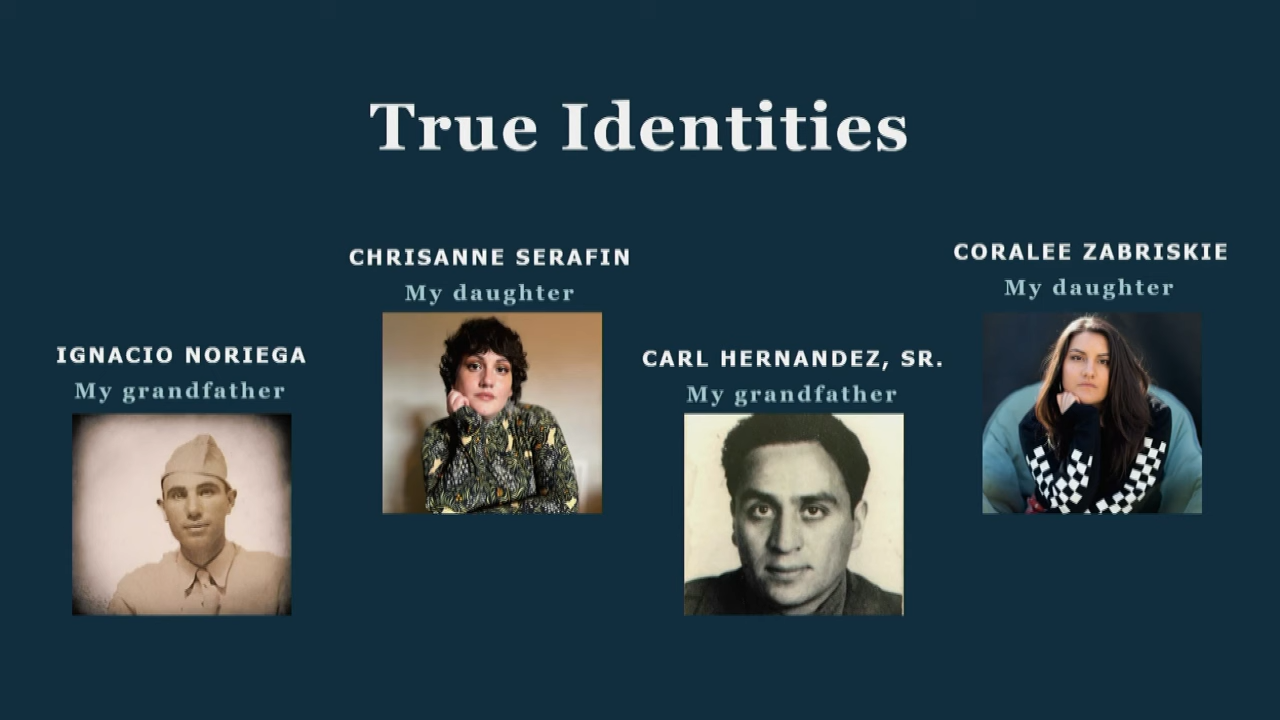 True Identities
IGNACIO NORIEGA
My grandfather
CHRISANNE SERAFIN
My daughter
CARL HERNANDEZ, SR.
My grandfather
CORALEE ZABRISKIE
My daughter